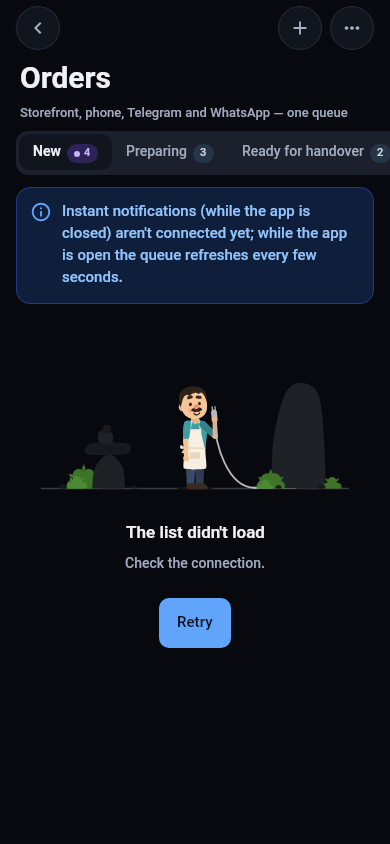 Orders
Storefront, phone, Telegram and WhatsApp — one queue
New 4 Preparing 3 Ready for handover 2
Instant notifications (while the app is
closed) aren't connected yet; while the app
is open the queue refreshes every few
seconds.
The list didn't load
Check the connection.
Retry